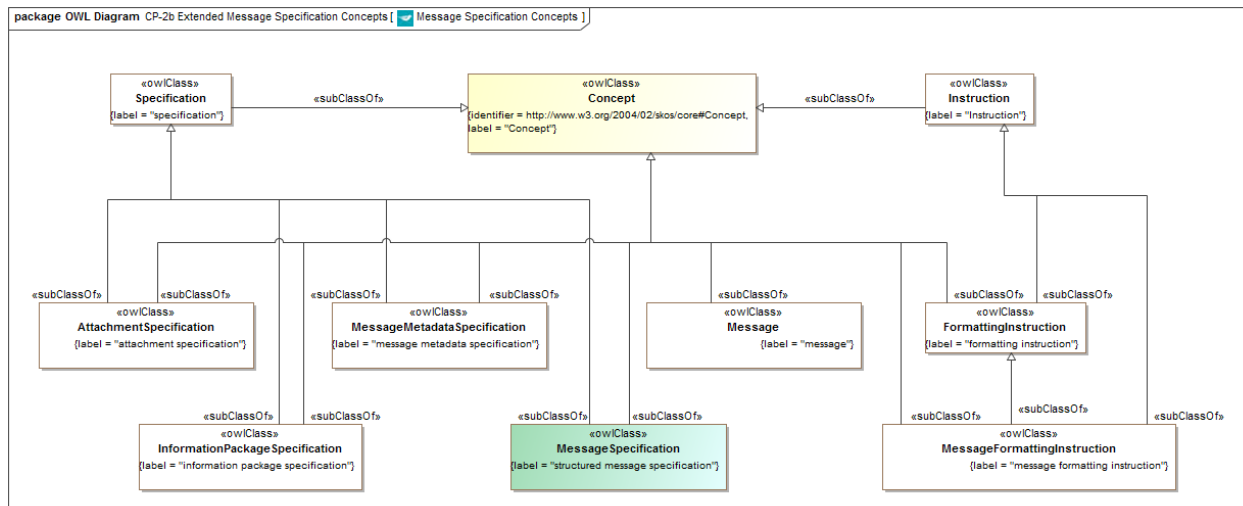 package OWL Diagram CP-2b Extended Message Specification Concepts [ Message Specification Concepts ]
«owlClass»
Specification
{label = "specification"}
«subClassOf»
«owlClass»
Concept
{identifier = http://www.w3.org/2004/02/skos/core#Concept,
label = "Concept"}
«subClassOf»
«owlClass»
Instruction
{label = "Instruction"}
«subClassOf»
«subClassOf»
«subClassOf»
«subClassOf»
«subClassOf»
«subClassOf»
«subClassOf»
«owlClass»
AttachmentSpecification
{label = "attachment specification"}
«owlClass»
MessageMetadataSpecification
{label = "message metadata specification"}
«owlClass»
Message
{label = "message"}
«owlClass»
FormattingInstruction
{label = "formatting instruction"}
«subClassOf»
«subClassOf»
«subClassOf»
«subClassOf»
«subClassOf»
«subClassOf»
«subClassOf»
«owlClass»
InformationPackageSpecification
{label = "information package specification"}
«owlClass»
MessageSpecification
{label = "structured message specification"}
«owlClass»
MessageFormattingInstruction
{label = "message formatting instruction"}